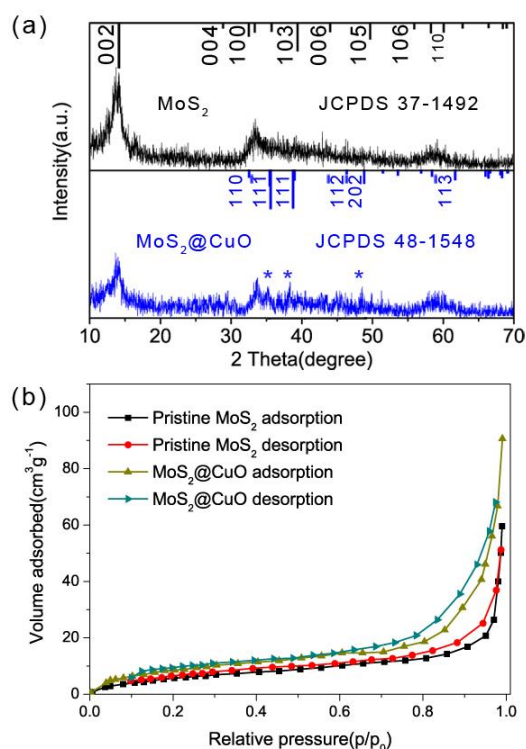 (a)
002
004
100
103
006
105
106
110
MoS₂ JCPDS 37-1492
Intensity(a.u.)
110
111
111
112
202
113
MoS₂@CuO JCPDS 48-1548
* * *
10 20 30 40 50 60 70
2 Theta(degree)
(b)
Pristine MoS₂ adsorption
Pristine MoS₂ desorption
MoS₂@CuO adsorption
MoS₂@CuO desorption
Volume adsorbed(cm³g⁻¹)
100
80
60
40
20
0
0.0 0.2 0.4 0.6 0.8 1.0
Relative pressure(p/p₀)